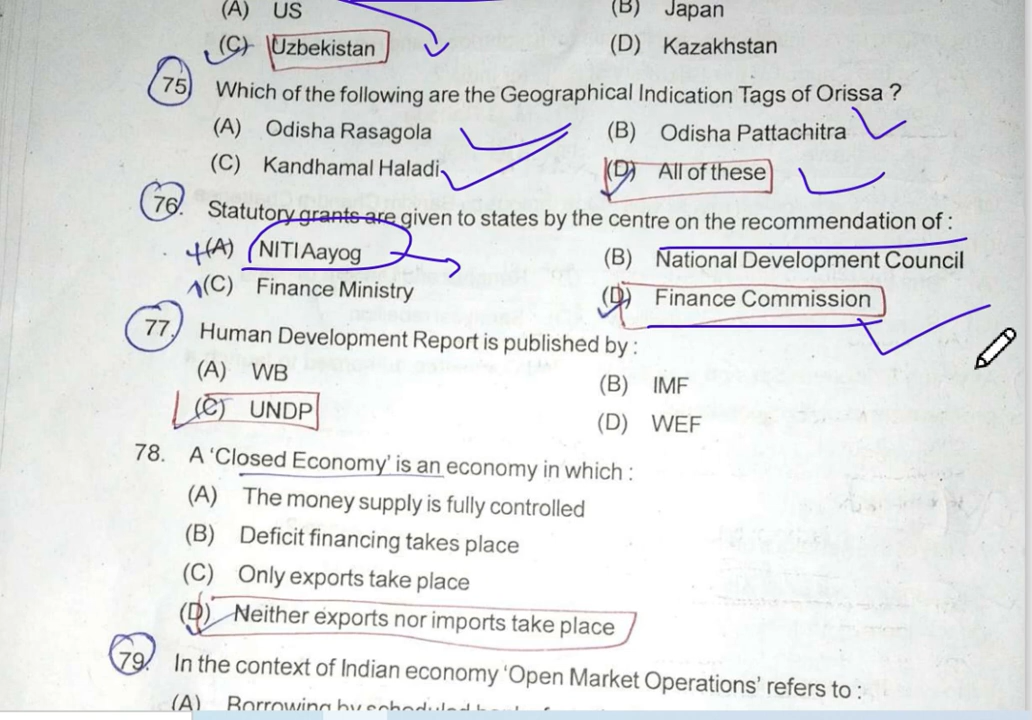 (A) US (B) Japan
(C) Uzbekistan (D) Kazakhstan
75 Which of the following are the Geographical Indication Tags of Orissa ?
(A) Odisha Rasagola (B) Odisha Pattachitra
(C) Kandhamal Haladi (D) All of these
76. Statutory grants are given to states by the centre on the recommendation of :
(A) NITI Aayog (B) National Development Council
(C) Finance Ministry (D) Finance Commission
77. Human Development Report is published by :
(A) WB (B) IMF
(C) UNDP (D) WEF
78. A 'Closed Economy' is an economy in which :
(A) The money supply is fully controlled
(B) Deficit financing takes place
(C) Only exports take place
(D) Neither exports nor imports take place
79. In the context of Indian economy 'Open Market Operations' refers to :
(A) Borrowing by scheduled